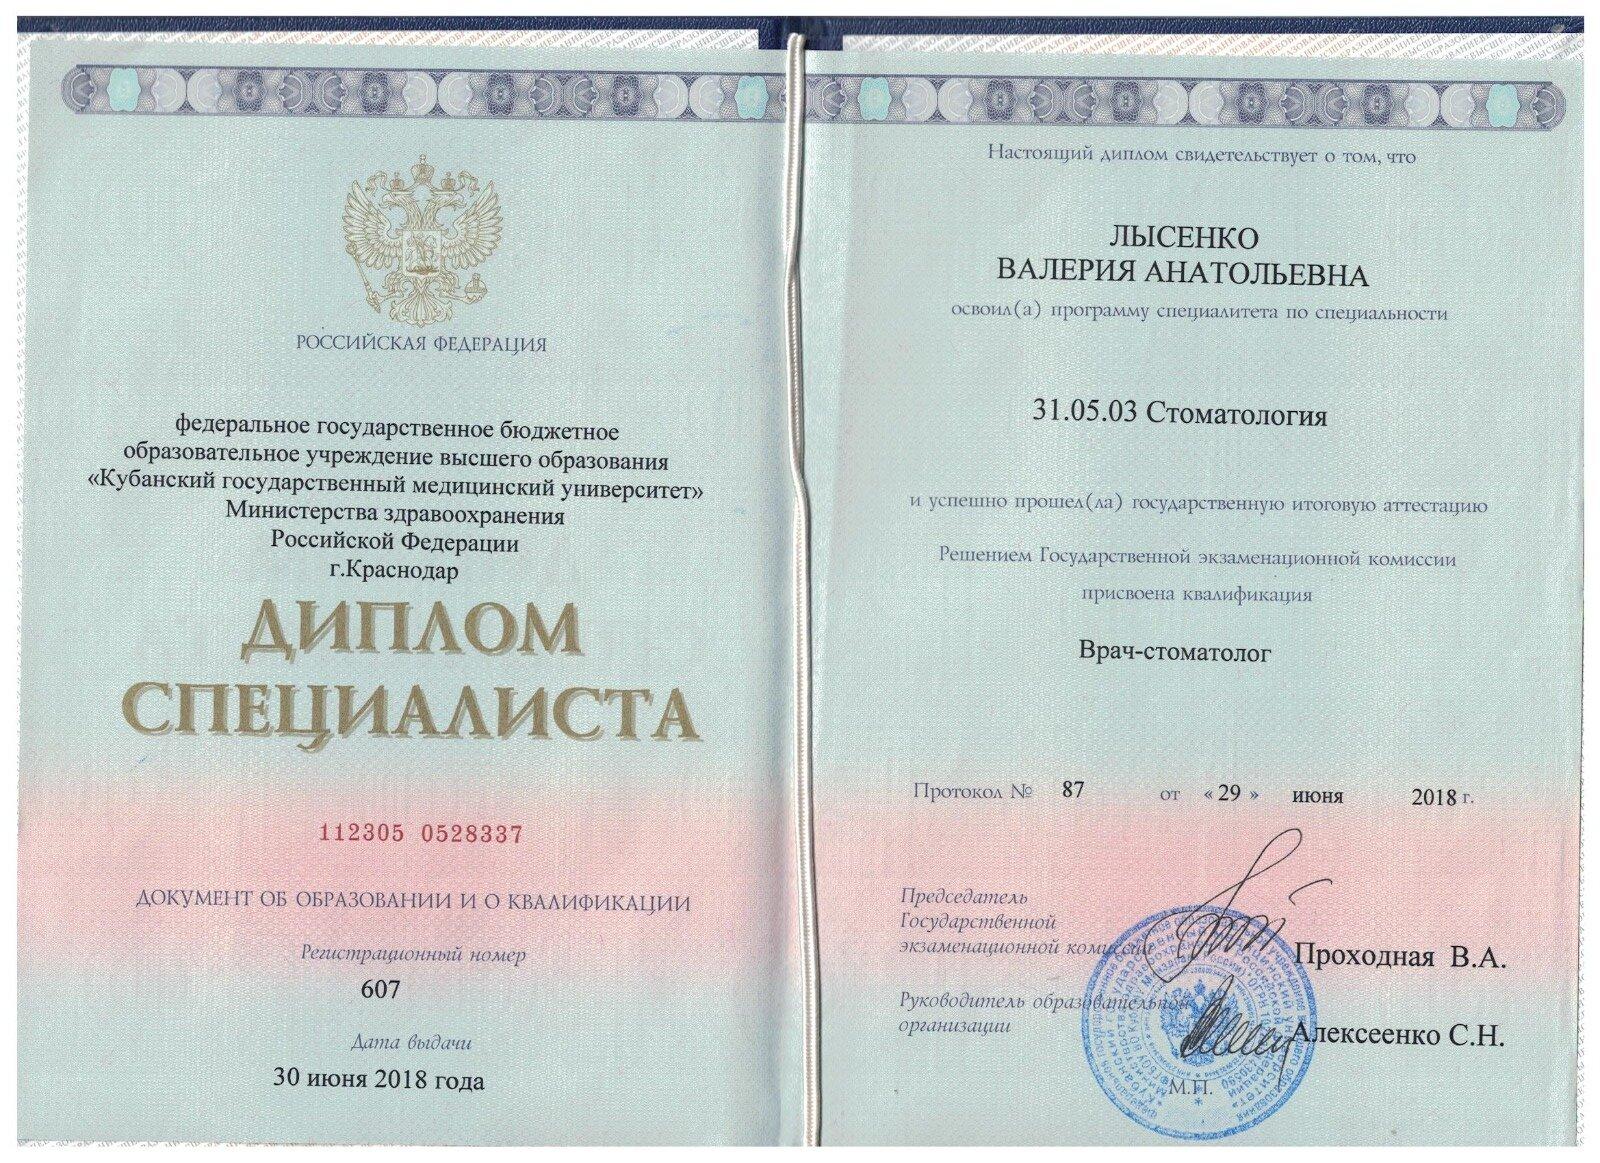 РОССИЙСКАЯ ФЕДЕРАЦИЯ
федеральное государственное бюджетное
образовательное учреждение высшего образования
«Кубанский государственный медицинский университет»
Министерства здравоохранения
Российской Федерации
г.Краснодар
ДИПЛОМ
СПЕЦИАЛИСТА
112305 0528337
ДОКУМЕНТ ОБ ОБРАЗОВАНИИ И О КВАЛИФИКАЦИИ
Регистрационный номер
607
Дата выдачи
30 июня 2018 года
Настоящий диплом свидетельствует о том, что
ЛЫСЕНКО
ВАЛЕРИЯ АНАТОЛЬЕВНА
освоил(а) программу специалитета по специальности
31.05.03 Стоматология
и успешно прошел(ла) государственную итоговую аттестацию
Решением Государственной экзаменационной комиссии
присвоена квалификация
Врач-стоматолог
Протокол № 87 от «29» июня 2018 г.
Председатель
Государственной
экзаменационной комиссии
Проходная В.А.
Руководитель образовательной
организации
Алексеенко С.Н.
М.П.